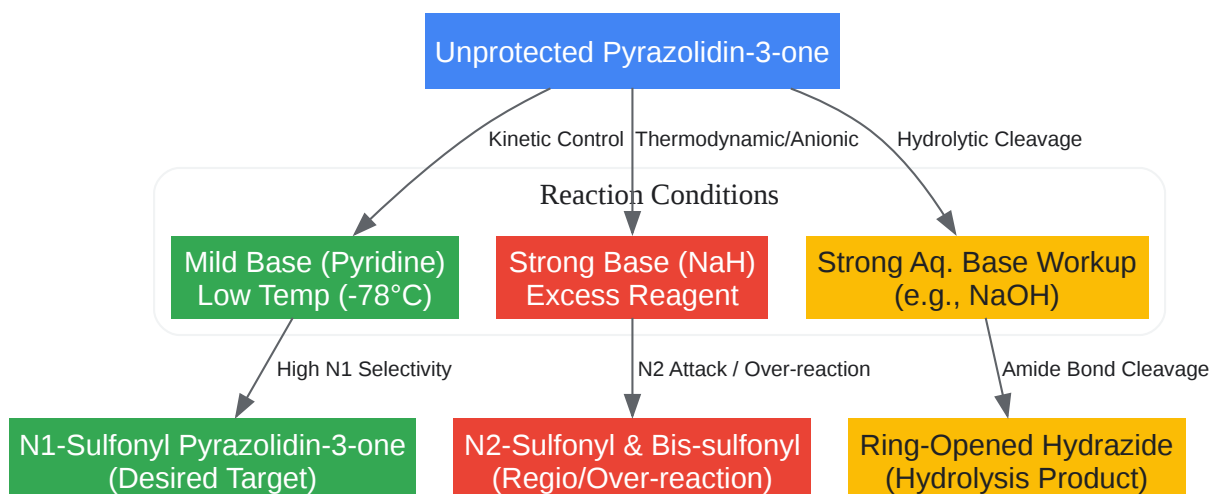 Unprotected Pyrazolidin-3-one
Kinetic Control
Thermodynamic/Anionic
Hydrolytic Cleavage
Reaction Conditions
Mild Base (Pyridine)
Low Temp (-78°C)
Strong Base (NaH)
Excess Reagent
Strong Aq. Base Workup
(e.g., NaOH)
High N1 Selectivity
N2 Attack / Over-reaction
Amide Bond Cleavage
N1-Sulfonyl Pyrazolidin-3-one
(Desired Target)
N2-Sulfonyl & Bis-sulfonyl
(Regio/Over-reaction)
Ring-Opened Hydrazide
(Hydrolysis Product)